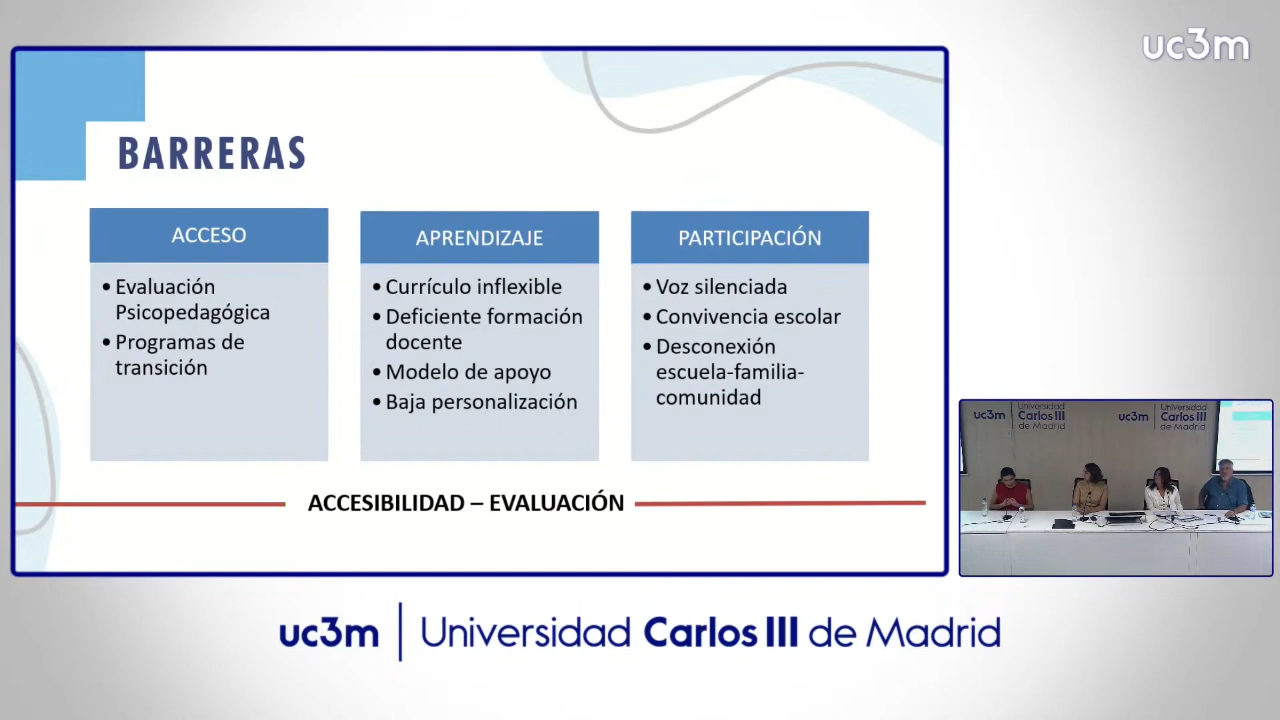 uc3m
BARRERAS
ACCESO
• Evaluación
Psicopedagógica
• Programas de
transición
APRENDIZAJE
• Currículo inflexible
• Deficiente formación
docente
• Modelo de apoyo
• Baja personalización
PARTICIPACIÓN
• Voz silenciada
• Convivencia escolar
• Desconexión
escuela-familia-
comunidad
ACCESIBILIDAD – EVALUACIÓN
uc3m
Universidad
Carlos III
de Madrid
uc3m
Universidad
Carlos III
de Madrid
uc3m | Universidad Carlos III de Madrid